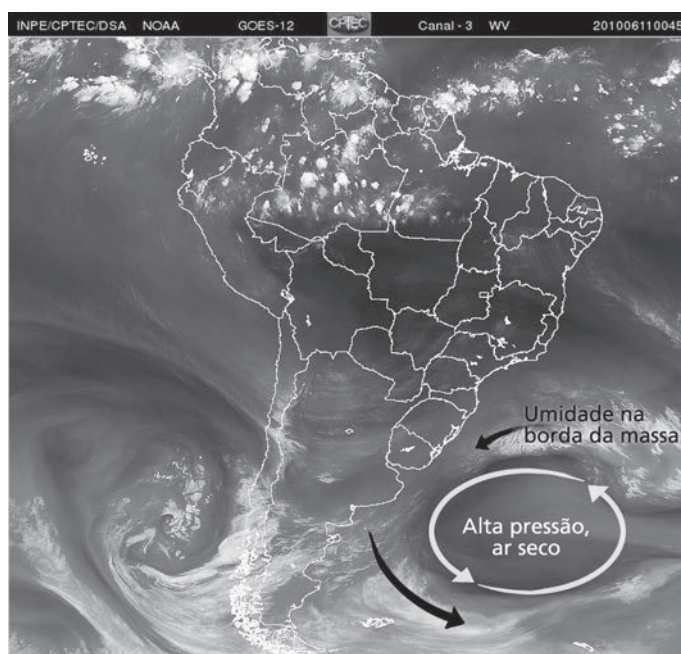 INPE/CPTEC/DSA NOAA GOES-12 CPTEC Canal - 3 WV 201006110045
Umidade na
borda da massa
Alta pressão,
ar seco